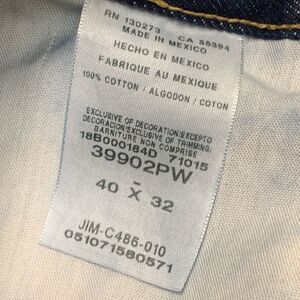 RN 130273 CA 55394
MADE IN MEXICO
HECHO EN MEXICO
FABRIQUE AU MEXIQUE
100% COTTON / ALGODON / COTON
EXCLUSIVE OF DECORATION/EXCEPTO
DECORACION/EXCLUSIVE OF TRIMMING/
GARNITURE NON COMPRISE
18B000184D 71015
39902PW
-
40 X 32
JIM-C486-010
051071580571